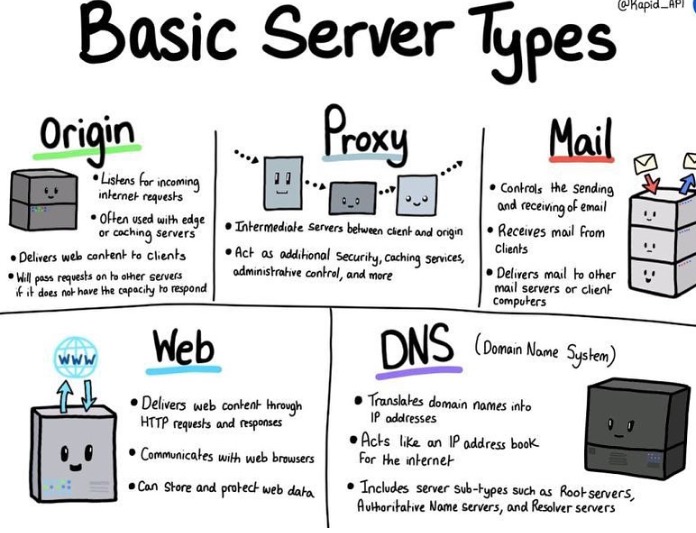 @Rapid_API
Basic Server Types
Origin
• Listens for incoming
internet requests
• Often used with edge
or caching servers
• Delivers web content to clients
• Will pass requests on to other servers
if it does not have the capacity to respond
Proxy
• Intermediate servers between client and origin
• Act as additional security, caching services,
administrative control, and more
Mail
• Controls the sending
and receiving of email
• Receives mail from
clients
• Delivers mail to other
mail servers or client
computers
WWW
Web
• Delivers web content through
HTTP requests and responses
• Communicates with web browsers
• Can store and protect web data
DNS (Domain Name System)
• Translates domain names into
IP addresses
• Acts like an IP address book
for the internet
• Includes server sub-types such as Root servers,
Authoritative Name servers, and Resolver servers